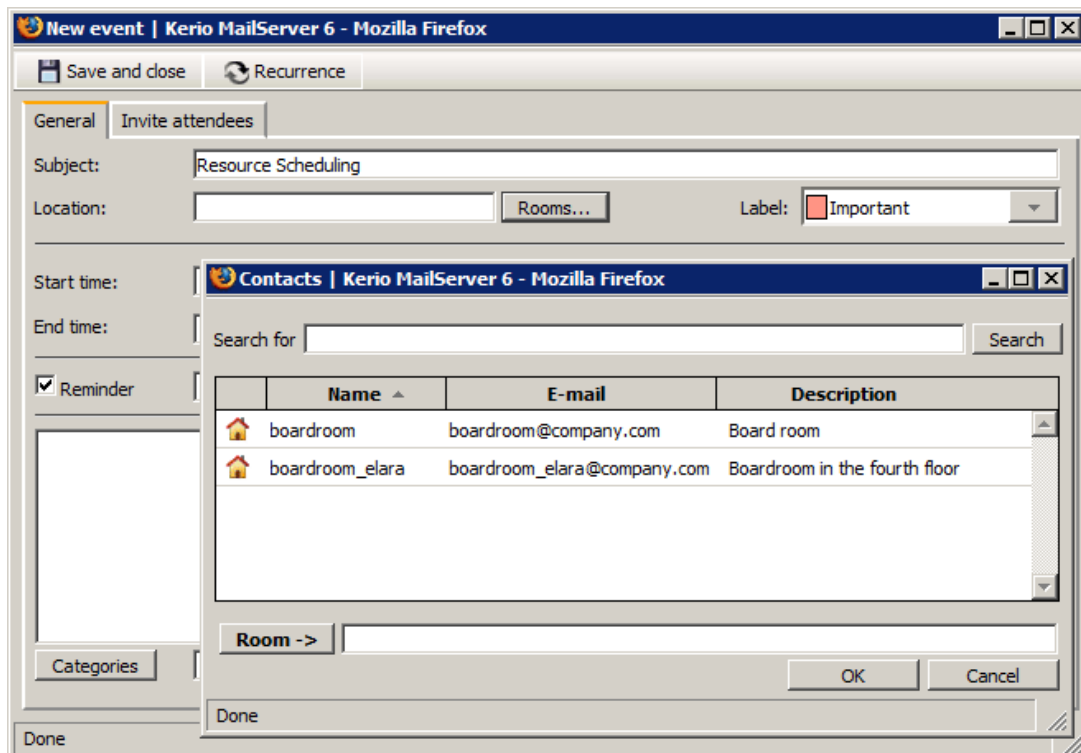 New event | Kerio MailServer 6 - Mozilla Firefox
Save and close Recurrence
General Invite attendees
Subject: Resource Scheduling
Location: Rooms... Label: Important
Start time:
End time:
Reminder
Categories
Done
Contacts | Kerio MailServer 6 - Mozilla Firefox
Search for Search
Name E-mail Description
boardroom boardroom@company.com Board room
boardroom_elara boardroom_elara@company.com Boardroom in the fourth floor
Room ->
OK Cancel
Done